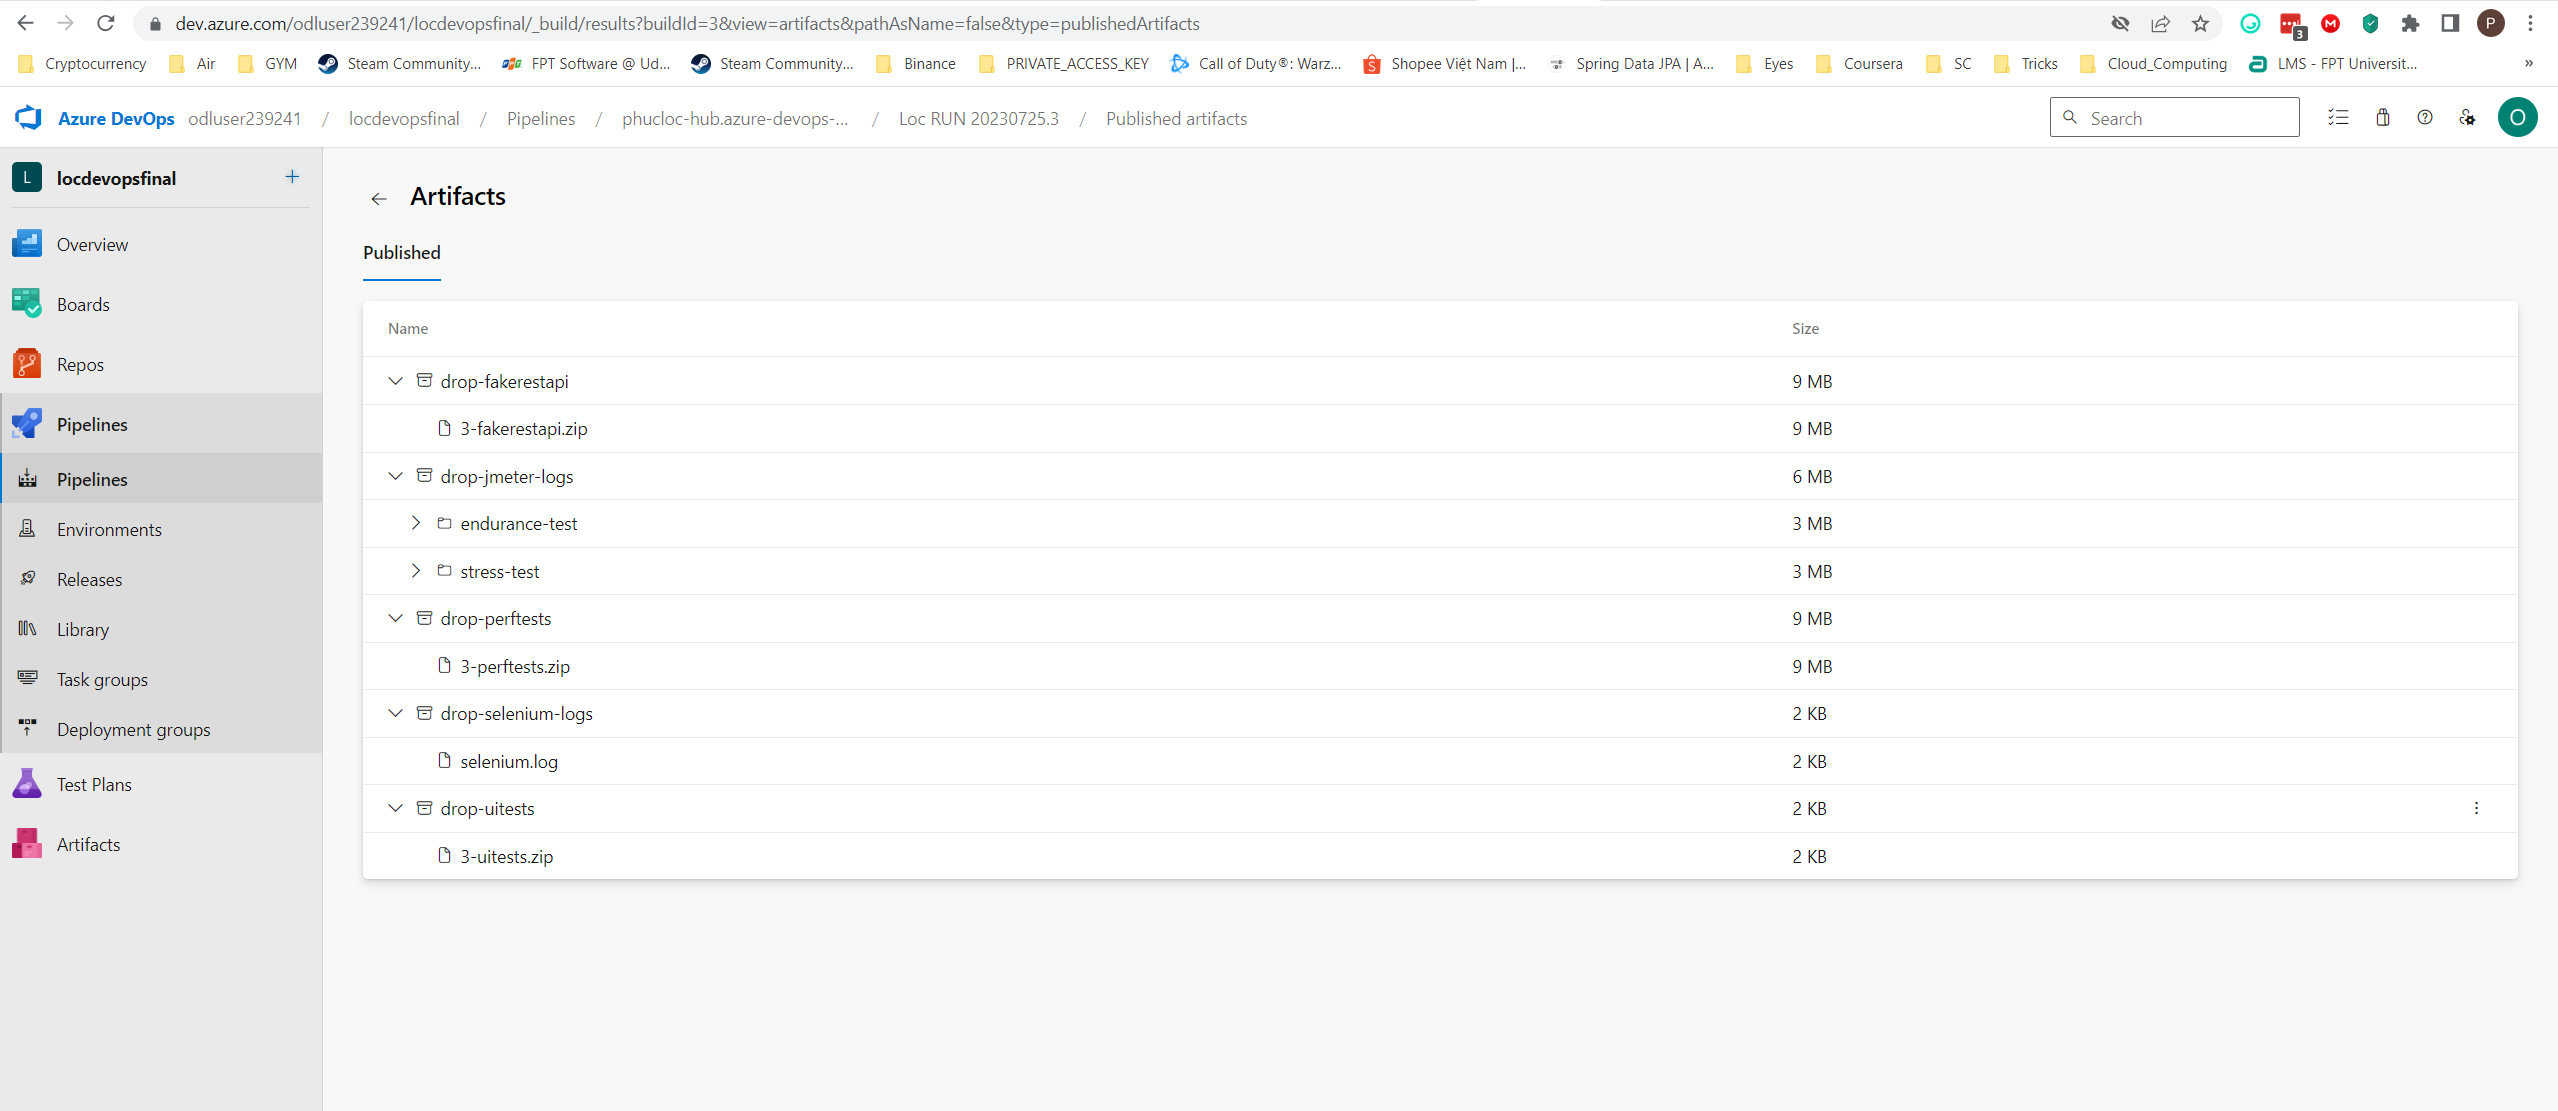 dev.azure.com/odluser239241/locdevopsfinal/_build/results?buildId=3&view=artifacts&pathAsName=false&type=publishedArtifacts
3
P
Cryptocurrency Air GYM Steam Community... FPT Software @ Ud... Steam Community... Binance PRIVATE_ACCESS_KEY Call of Duty®: Warz... Shopee Việt Nam |... Spring Data JPA | A... Eyes Coursera SC Tricks Cloud_Computing LMS - FPT Universit... »
Azure DevOps odluser239241 / locdevopsfinal / Pipelines / phucloc-hub.azure-devops-... / Loc RUN 20230725.3 / Published artifacts
Search
O
L locdevopsfinal +
Overview
Boards
Repos
Pipelines
Pipelines
Environments
Releases
Library
Task groups
Deployment groups
Test Plans
Artifacts
Artifacts
Published
Name Size
drop-fakerestapi 9 MB
3-fakerestapi.zip 9 MB
drop-jmeter-logs 6 MB
endurance-test 3 MB
stress-test 3 MB
drop-perftests 9 MB
3-perftests.zip 9 MB
drop-selenium-logs 2 KB
selenium.log 2 KB
drop-uitests 2 KB
3-uitests.zip 2 KB